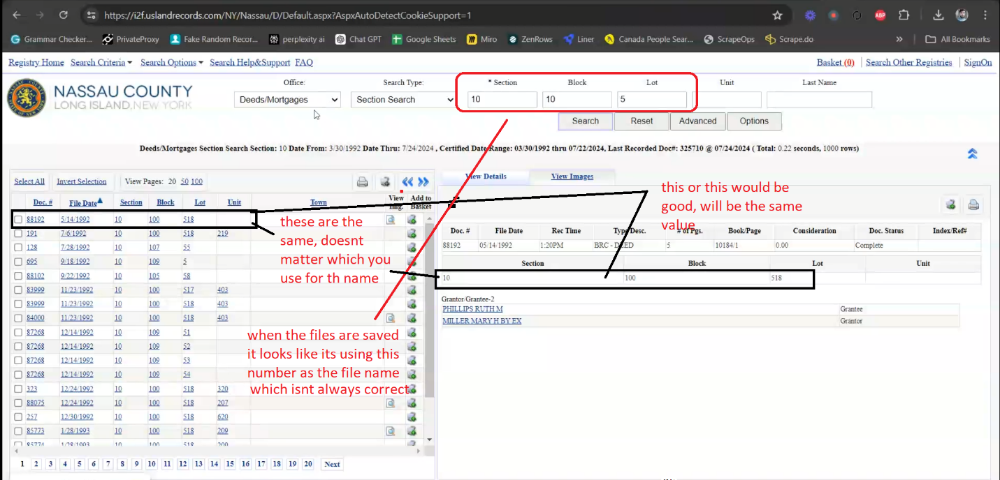 https://i2f.uslandrecords.com/NY/Nassau/D/Default.aspx?AspxAutoDetectCookieSupport=1
ABP
Grammar Checker... PrivateProxy Fake Random Recor... perplexity ai Chat GPT Google Sheets Miro ZenRows Liner Canada People Sear... ScrapeOps Scrape.do » All Bookmarks
Registry Home Search Criteria Search Options Search Help&Support FAQ Basket (0) Search Other Registries SignOn
NASSAU COUNTY
LONG ISLAND, NEW YORK
Office: Search Type: * Section Block Lot Unit Last Name
Deeds/Mortgages Section Search 10 10 5
Search Reset Advanced Options
Deeds/Mortgages Section Search Section: 10 Date From: 3/30/1992 Date Thru: 7/24/2024 , Certified Date Range: 03/30/1992 thru 07/22/2024, Last Recorded Doc#: 325710 @ 07/24/2024 ( Total: 0.22 seconds, 1000 rows)
Select All Invert Selection View Pages: 20 50 100
Doc. # File Date Section Block Lot Unit Town View Img. Add to Basket
88192 5/14/1992 10 100 518
191 7/6/1992 10 100 518 219
128 7/28/1992 10 107 55
695 9/18/1992 10 109 5
88102 9/22/1992 10 105 58
83999 11/23/1992 10 100 517 403
83999 11/23/1992 10 100 518 403
84000 11/23/1992 10 100 518 403
87268 12/14/1992 10 109 51
87268 12/14/1992 10 109 52
87268 12/14/1992 10 109 53
87268 12/14/1992 10 109 54
323 12/24/1992 10 100 518 320
88075 12/24/1992 10 100 518 207
257 12/30/1992 10 100 518 620
85773 1/28/1993 10 100 518 209
85774 1/28/1993 10 100 518 209
1 2 3 4 5 6 7 8 9 10 11 12 13 14 15 16 17 18 19 20 Next
these are the
same, doesnt
matter which you
use for th name
when the files are saved
it looks like its using this
number as the file name
which isnt always correct
View Details View Images
this or this would be
good, will be the same
value
Doc. # File Date Rec Time Type Desc. # of Pgs. Book/Page Consideration Doc. Status Index/Ref#
88192 05/14/1992 1:20PM BRC - DEED 5 10184/1 0.00 Complete
Section Block Lot Unit
10 100 518
Grantor/Grantee-2
PHILLIPS RUTH M Grantee
MILLER MARY H BY EX Grantor